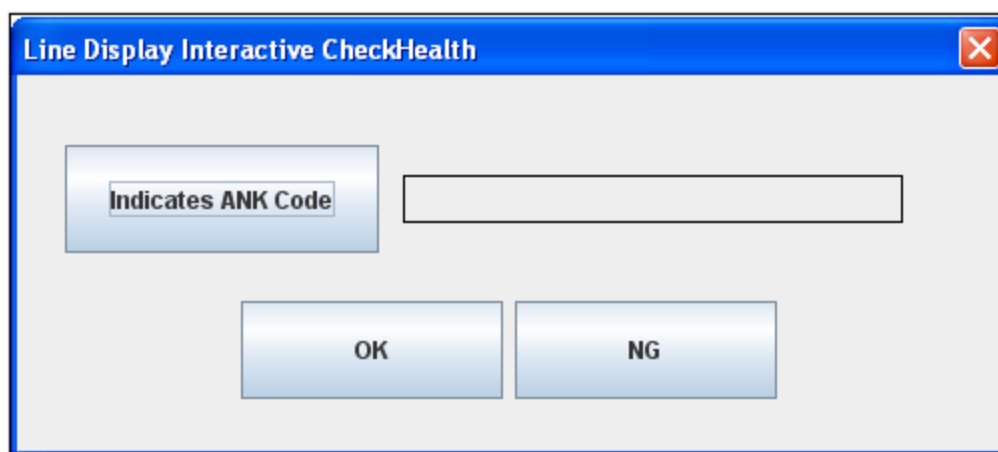 Line Display Interactive CheckHealth
Indicates ANK Code
OK
NG